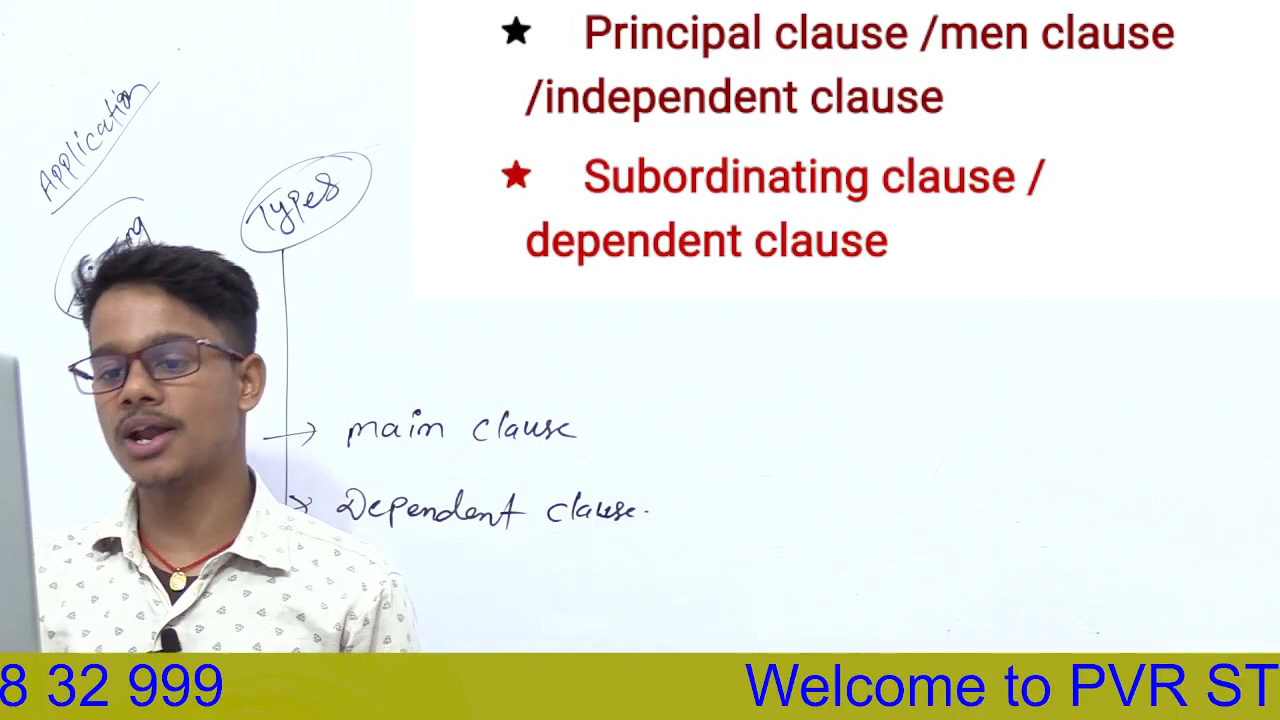 ★ Principal clause /men clause
/independent clause
★ Subordinating clause /
dependent clause
Application
Types
→ main clause
Dependent clause.
8 32 999
Welcome to PVR ST